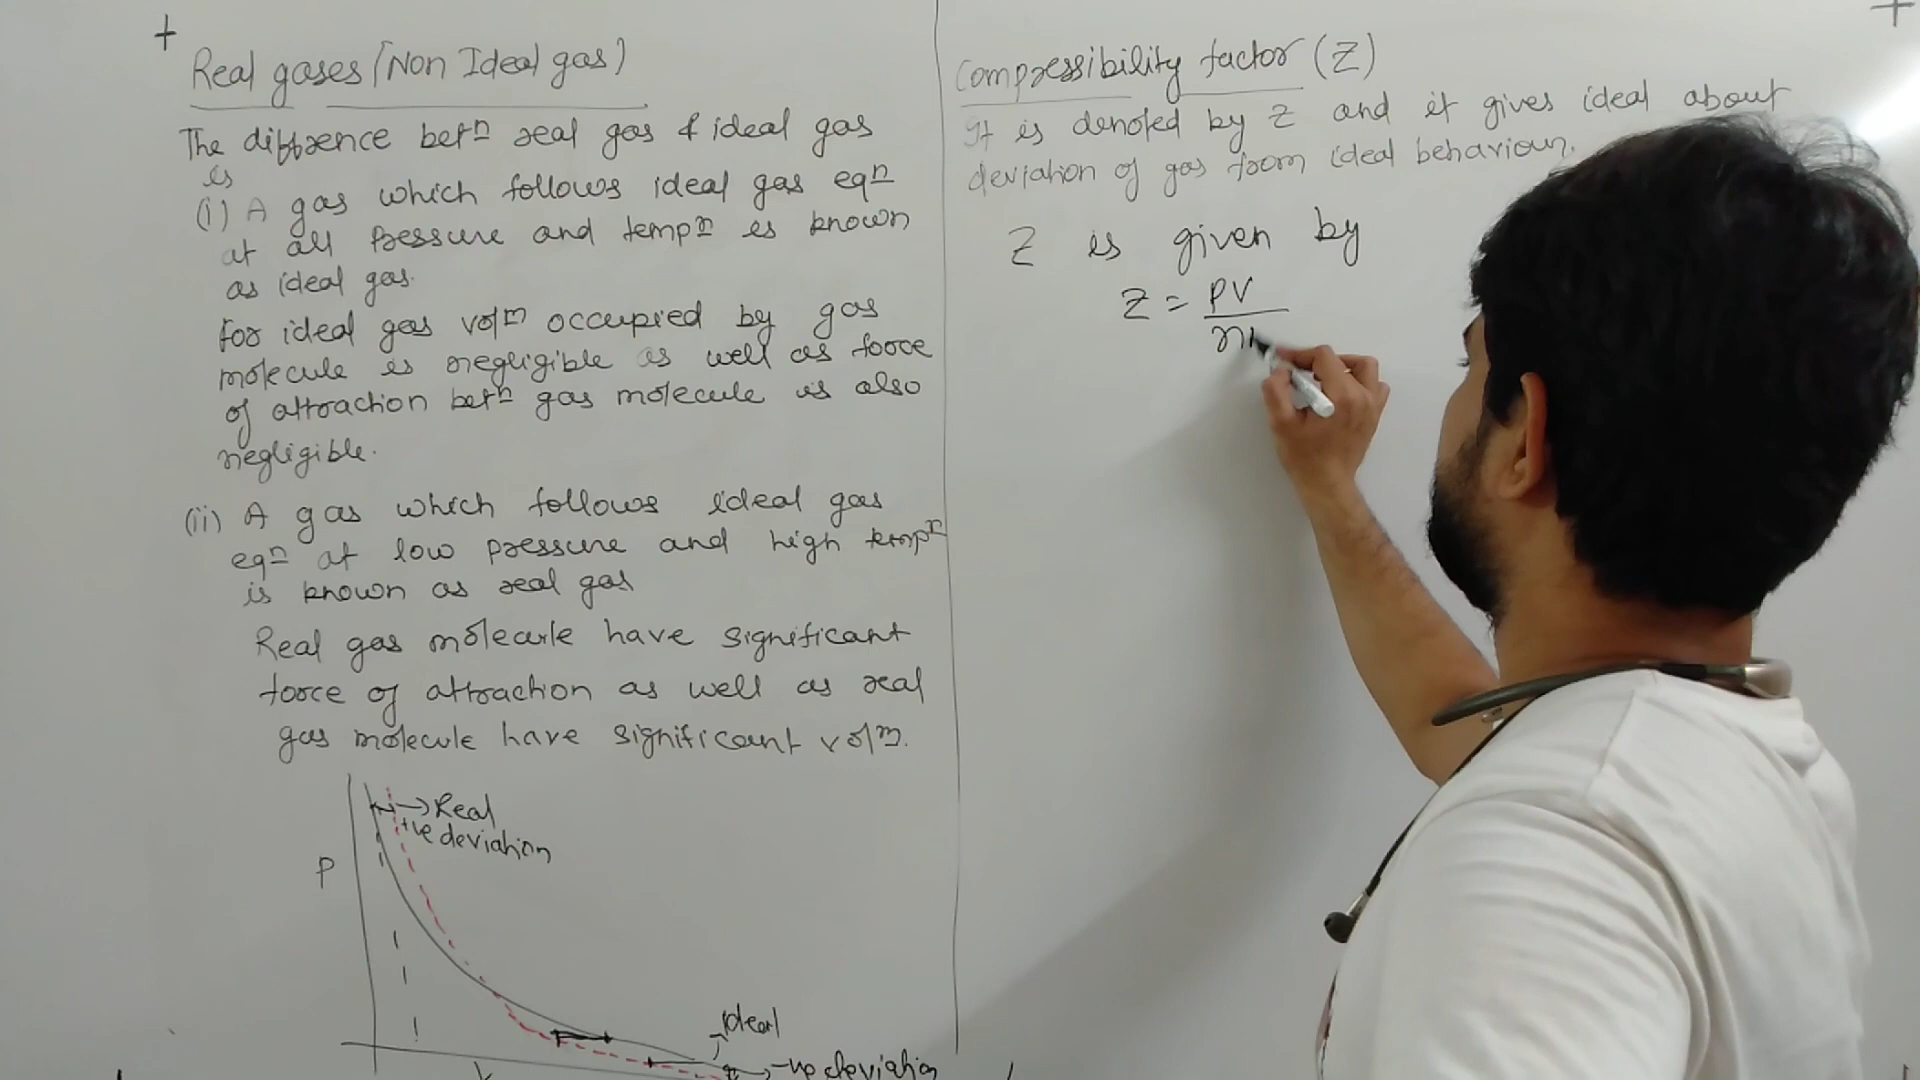 Real gases (Non Ideal gas)
The diffrence betn real gas & ideal gas
is
(i) A gas which follows ideal gas eqn
at all Pressure and tempr is known
as ideal gas.
for ideal gas volm occupied by gas
molecule is negligible as well as force
of attraction betn gas molecule is also
negligible.
(ii) A gas which follows ideal gas
eqn at low pressure and high tempr
is known as real gas
Real gas molecule have significant
force of attraction as well as real
gas molecule have significant volm.
→Real
+ve deviation
P
Ideal
→-ve deviation
V
Compressibility factor (Z)
It is denoted by Z and it gives ideal about
deviation of gas from ideal behaviour.
Z is given by
Z = PV
n